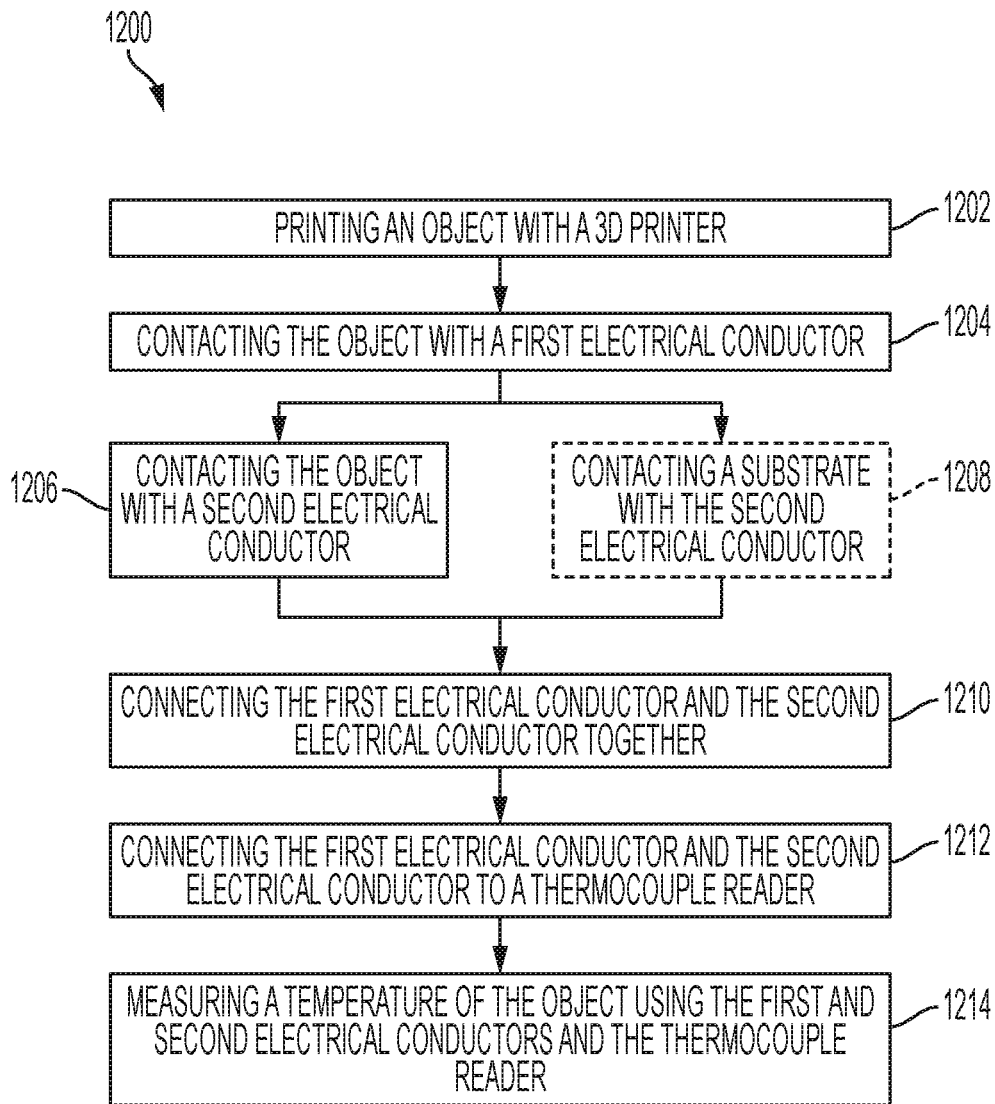 1200
PRINTING AN OBJECT WITH A 3D PRINTER
1202
CONTACTING THE OBJECT WITH A FIRST ELECTRICAL CONDUCTOR
1204
1206
CONTACTING THE OBJECT
WITH A SECOND ELECTRICAL
CONDUCTOR
CONTACTING A SUBSTRATE
WITH THE SECOND
ELECTRICAL CONDUCTOR
1208
CONNECTING THE FIRST ELECTRICAL CONDUCTOR AND THE SECOND
ELECTRICAL CONDUCTOR TOGETHER
1210
CONNECTING THE FIRST ELECTRICAL CONDUCTOR AND THE SECOND
ELECTRICAL CONDUCTOR TO A THERMOCOUPLE READER
1212
MEASURING A TEMPERATURE OF THE OBJECT USING THE FIRST AND
SECOND ELECTRICAL CONDUCTORS AND THE THERMOCOUPLE
READER
1214